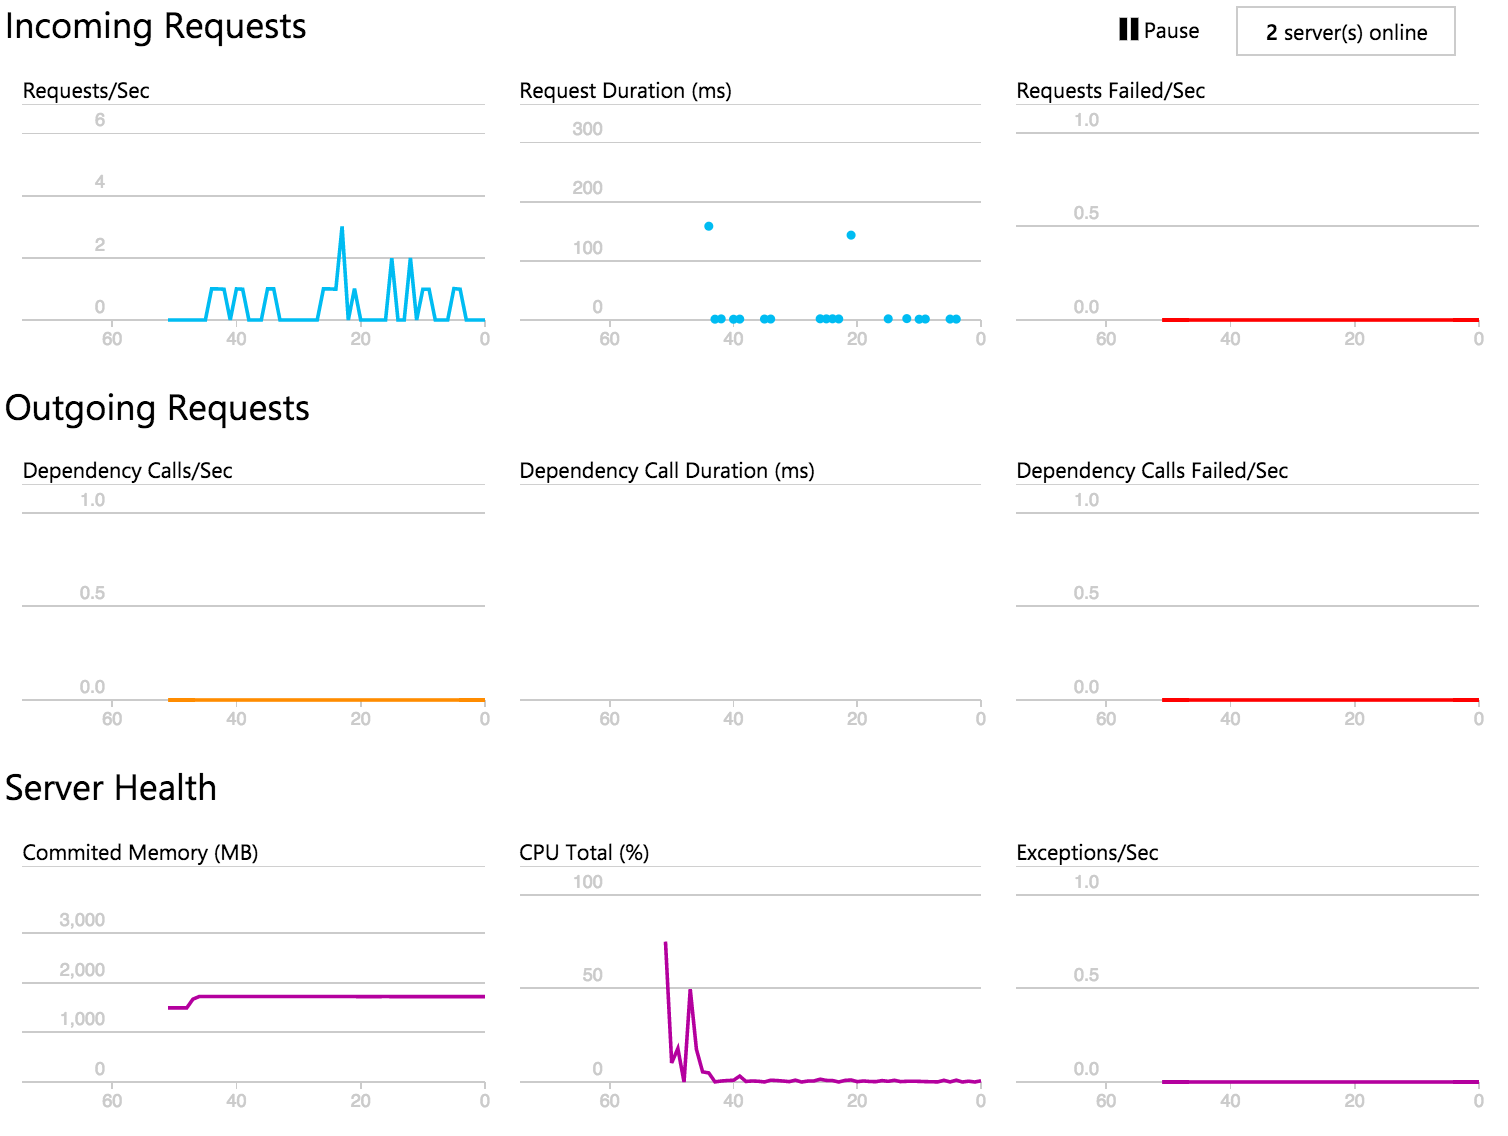 Incoming Requests
Pause
2 server(s) online
Requests/Sec
6
4
2
0
60 40 20 0
Request Duration (ms)
300
200
100
0
60 40 20 0
Requests Failed/Sec
1.0
0.5
0.0
60 40 20 0
Outgoing Requests
Dependency Calls/Sec
1.0
0.5
0.0
60 40 20 0
Dependency Call Duration (ms)
60 40 20 0
Dependency Calls Failed/Sec
1.0
0.5
0.0
60 40 20 0
Server Health
Commited Memory (MB)
3,000
2,000
1,000
0
60 40 20 0
CPU Total (%)
100
50
0
60 40 20 0
Exceptions/Sec
1.0
0.5
0.0
60 40 20 0